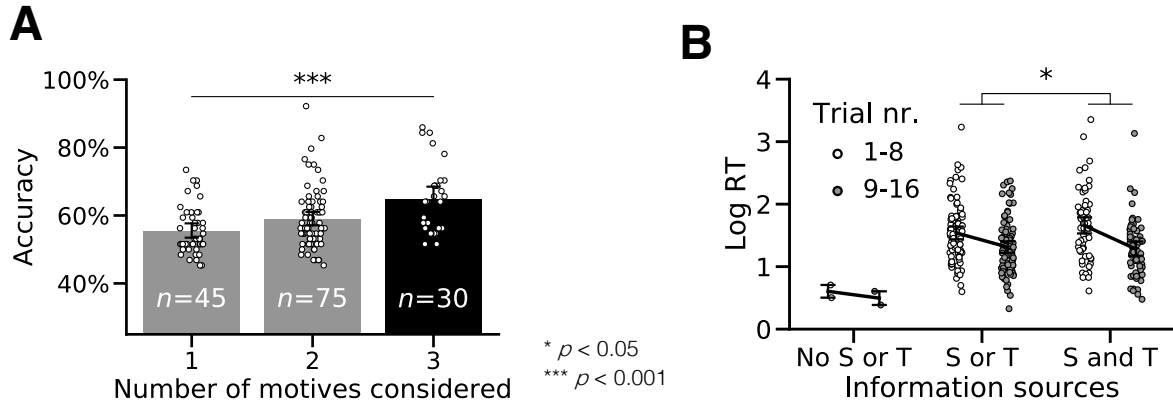 A
100%
80%
60%
40%
Accuracy
***
n=45
n=75
n=30
1
2
3
Number of motives considered
* p < 0.05
*** p < 0.001
B
4
3
2
1
0
Log RT
Trial nr.
1-8
9-16
*
No S or T
S or T
S and T
Information sources